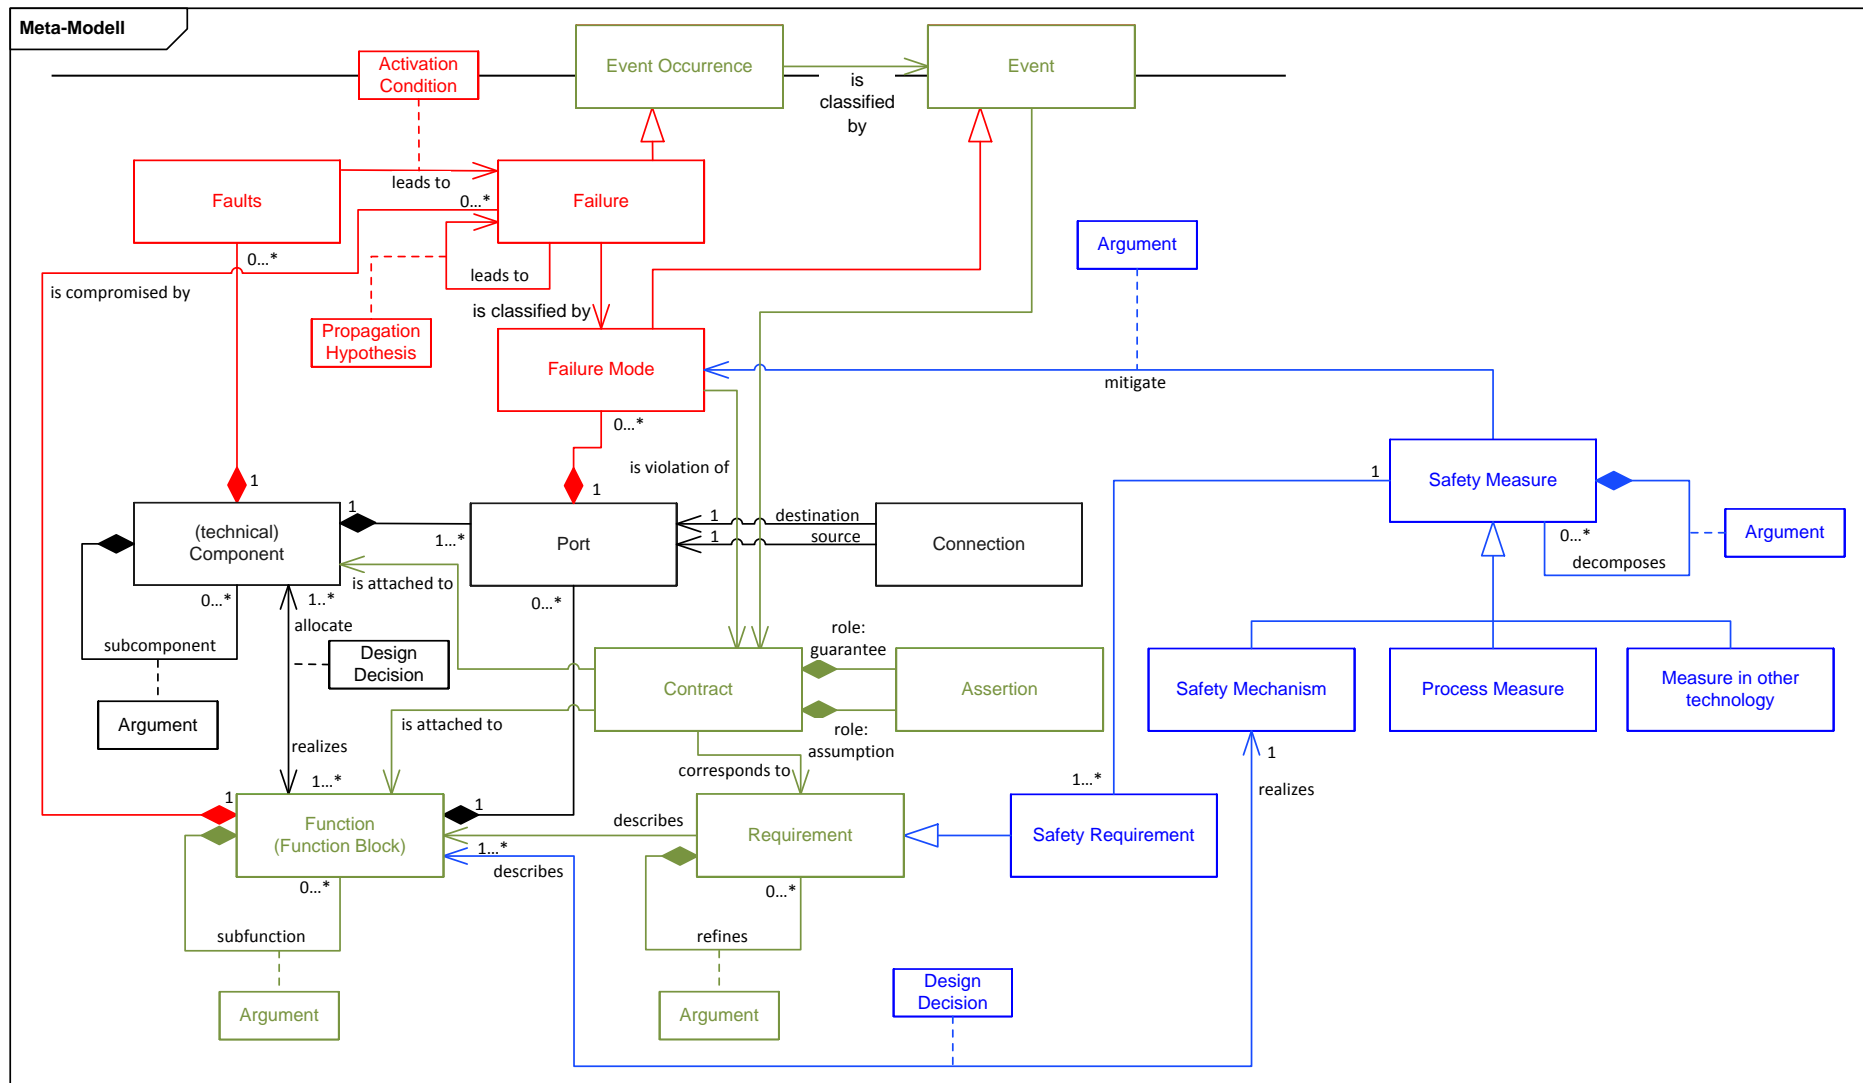 Meta-Modell
Activation
Condition
Event Occurrence
Event
is
classified
by
Faults
leads to
0...*
Failure
0...*
is compromised by
leads to
is classified by
Argument
Propagation
Hypothesis
Failure Mode
mitigate
0...*
is violation of
1
1
1
Safety Measure
(technical)
Component
1
1...*
Port
1
destination
1
source
Connection
0...*
decomposes
Argument
is attached to
0...*
1..*
0...*
allocate
subcomponent
Design
Decision
role:
guarantee
Contract
Assertion
Safety Mechanism
Process Measure
Measure in other
technology
Argument
is attached to
role:
assumption
realizes
corresponds to
1
1...*
1...*
realizes
1
1
Function
(Function Block)
describes
Requirement
Safety Requirement
1...*
describes
0...*
0...*
subfunction
refines
Design
Decision
Argument
Argument